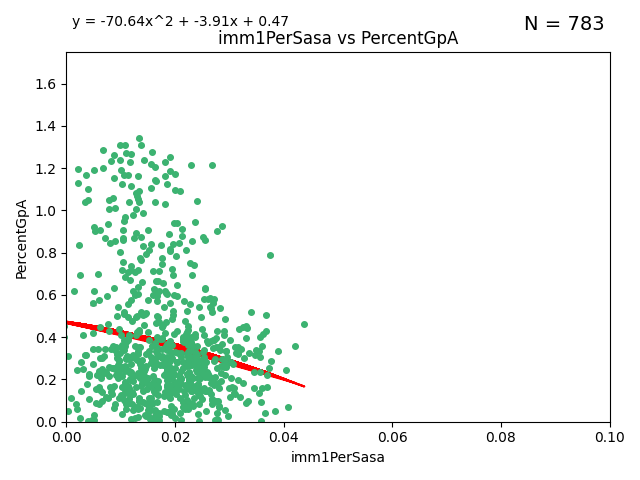 y = -70.64x^2 + -3.91x + 0.47
N = 783
imm1PerSasa vs PercentGpA
PercentGpA
1.6
1.4
1.2
1.0
0.8
0.6
0.4
0.2
0.0
0.00 0.02 0.04 0.06 0.08 0.10
imm1PerSasa